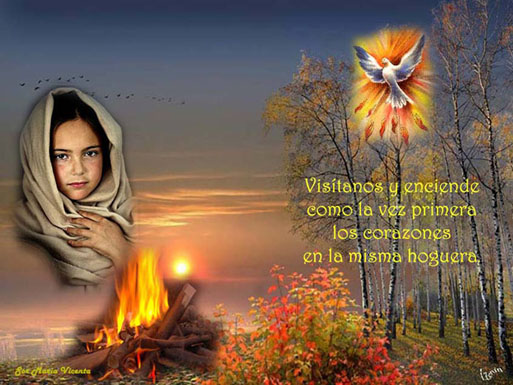 Visítanos y enciende
como la vez primera
los corazones
en la misma hoguera.
Sor María Vicenta